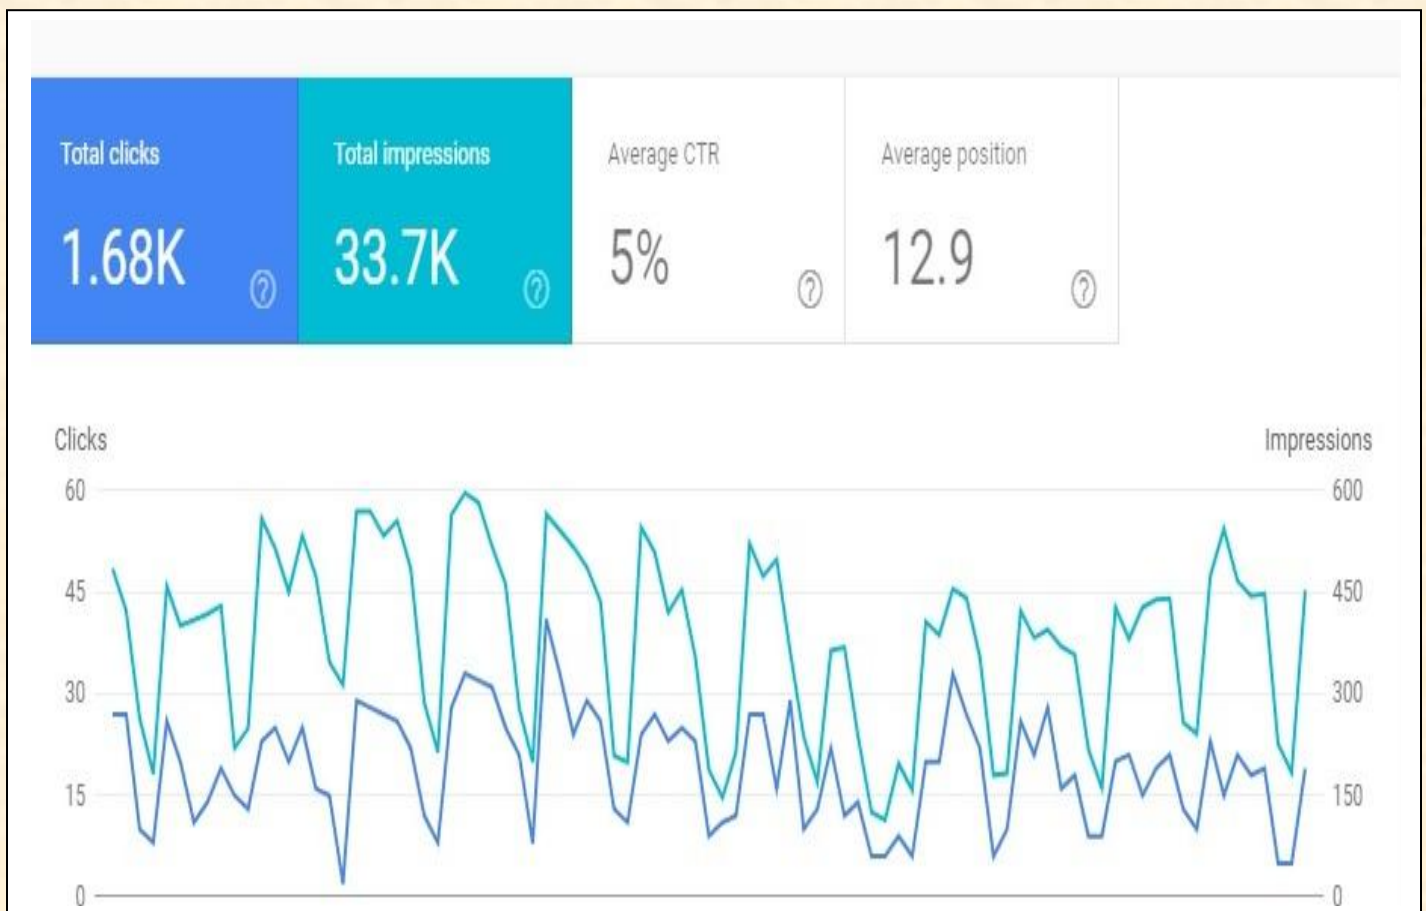 Total clicks
Total impressions
Average CTR
Average position
1.68K
33.7K
5%
12.9
Clicks
Impressions
60
600
45
450
30
300
15
150
0
0